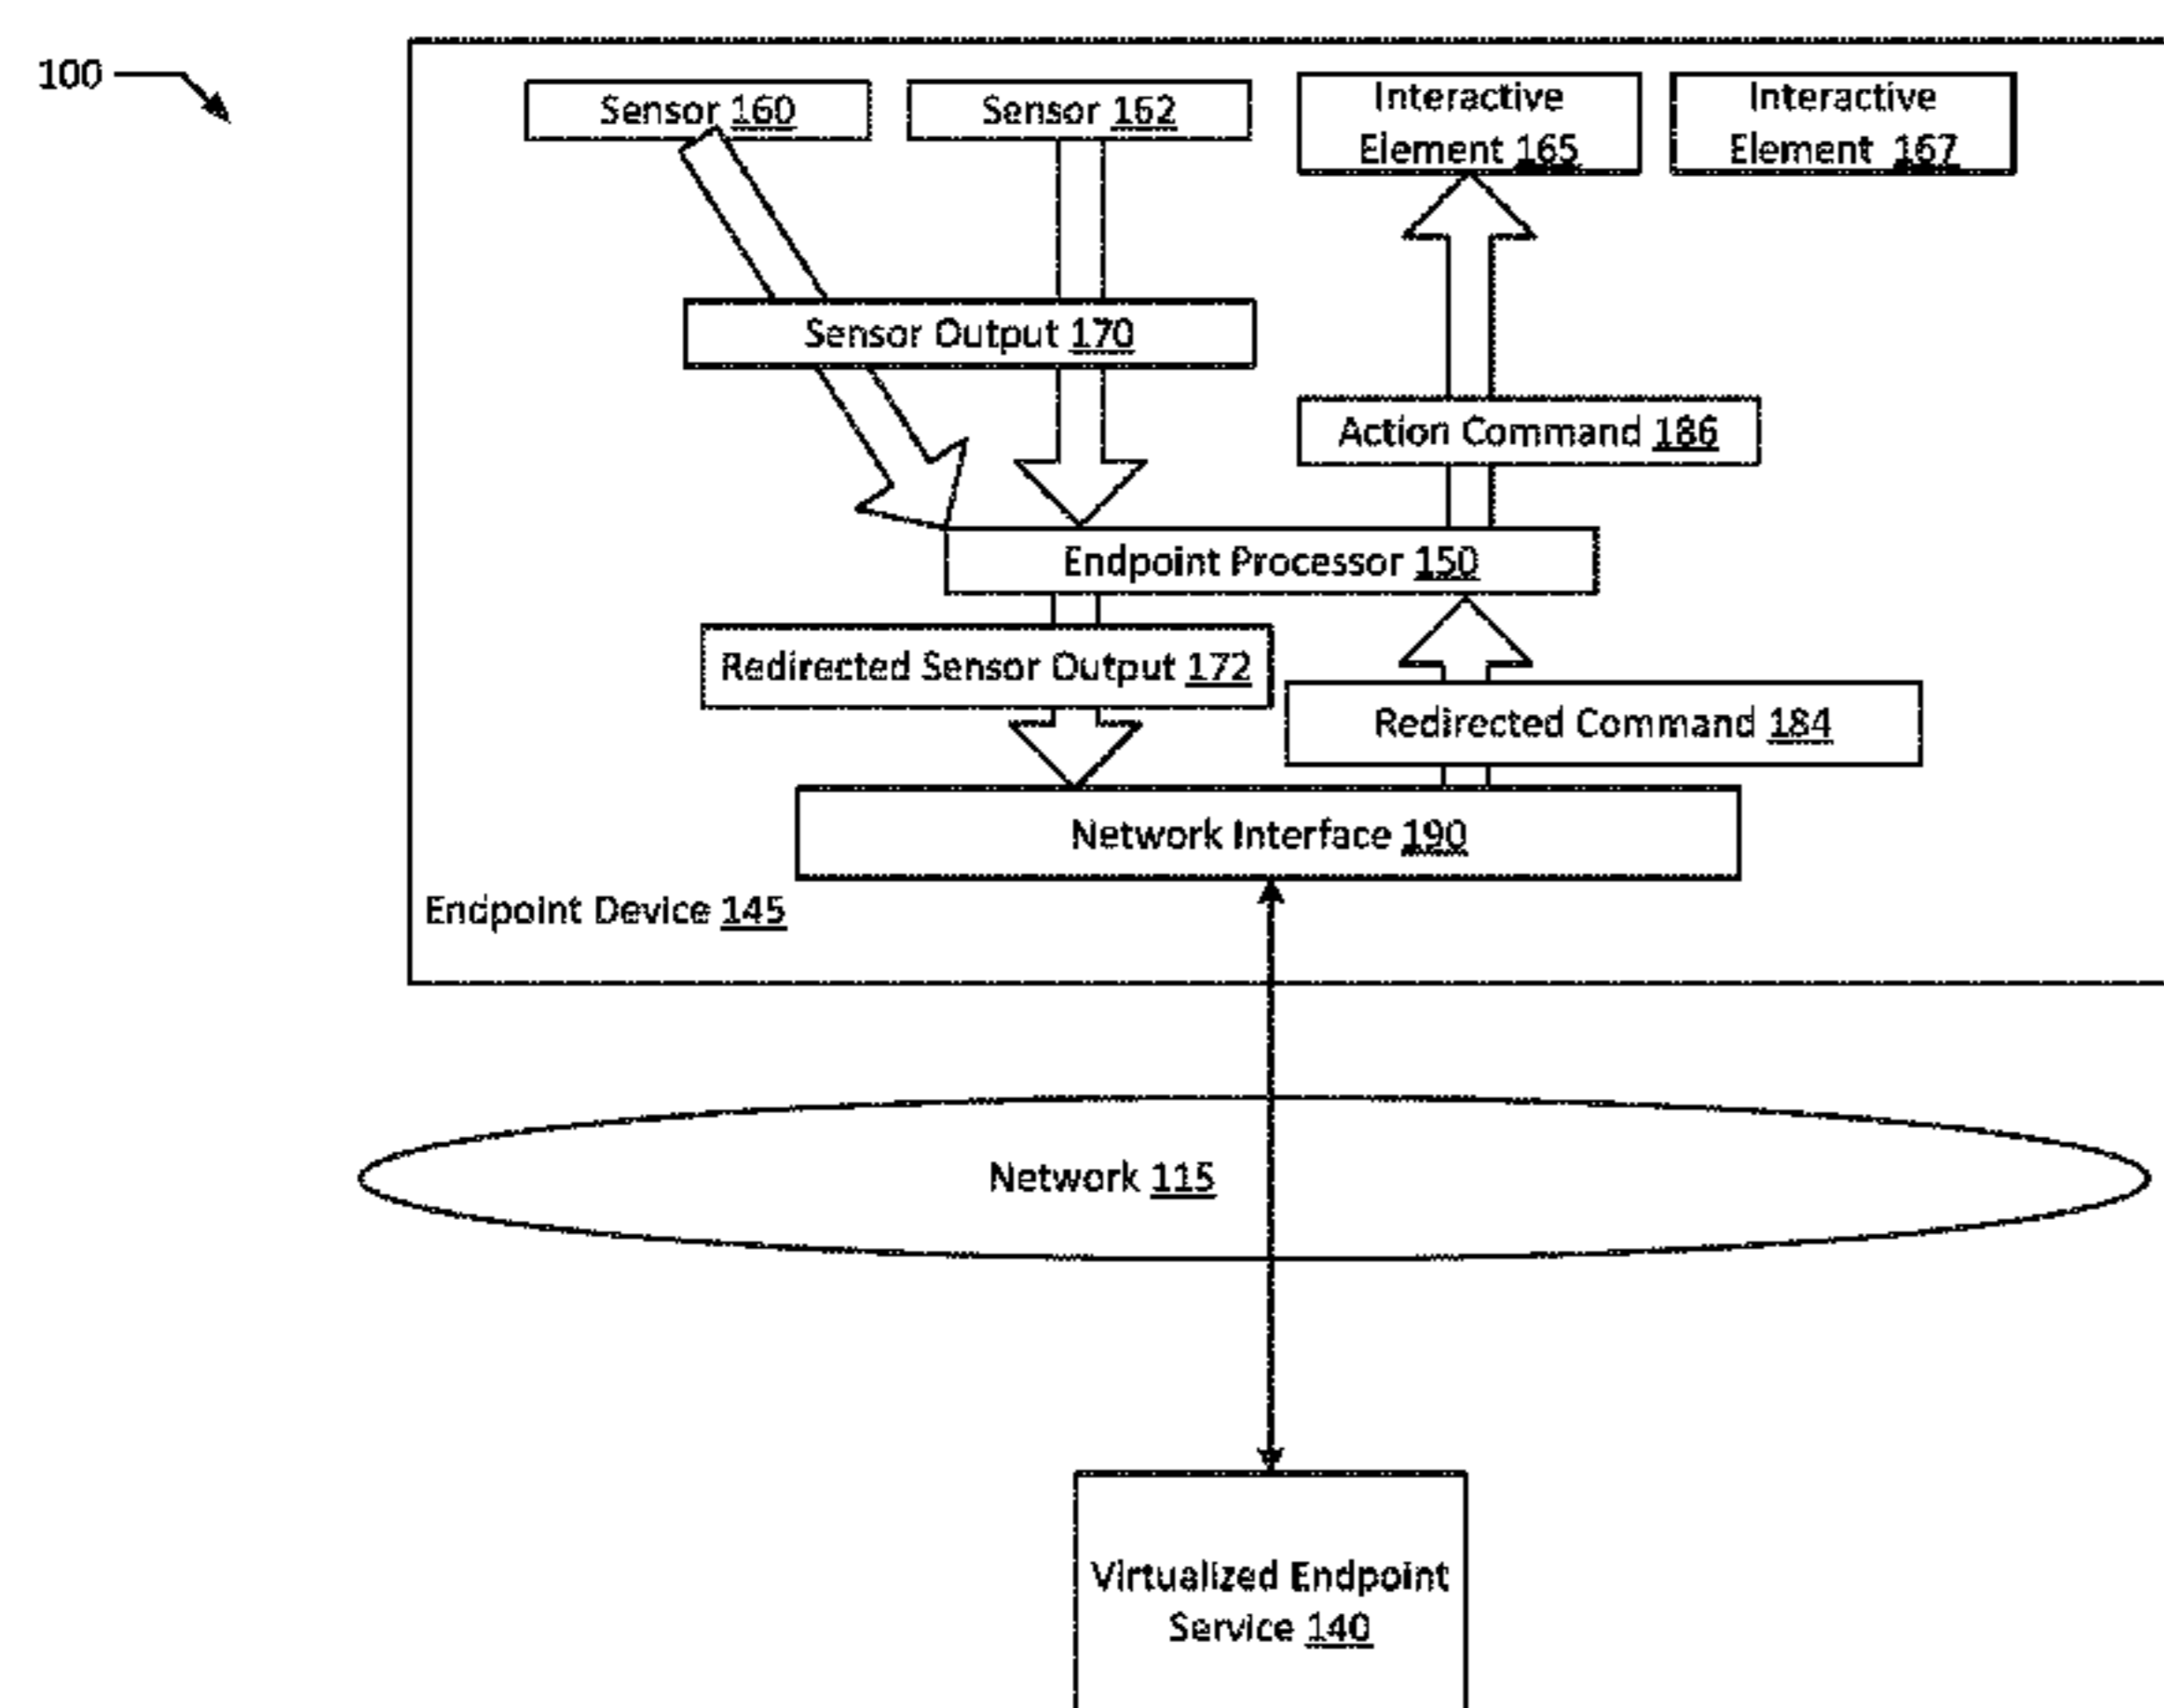 100
Sensor 160
Sensor 162
Interactive
Element 165
Interactive
Element 167
Sensor Output 170
Action Command 186
Endpoint Processor 150
Redirected Sensor Output 172
Redirected Command 184
Network Interface 190
Endpoint Device 145
Network 115
Virtualized Endpoint
Service 140